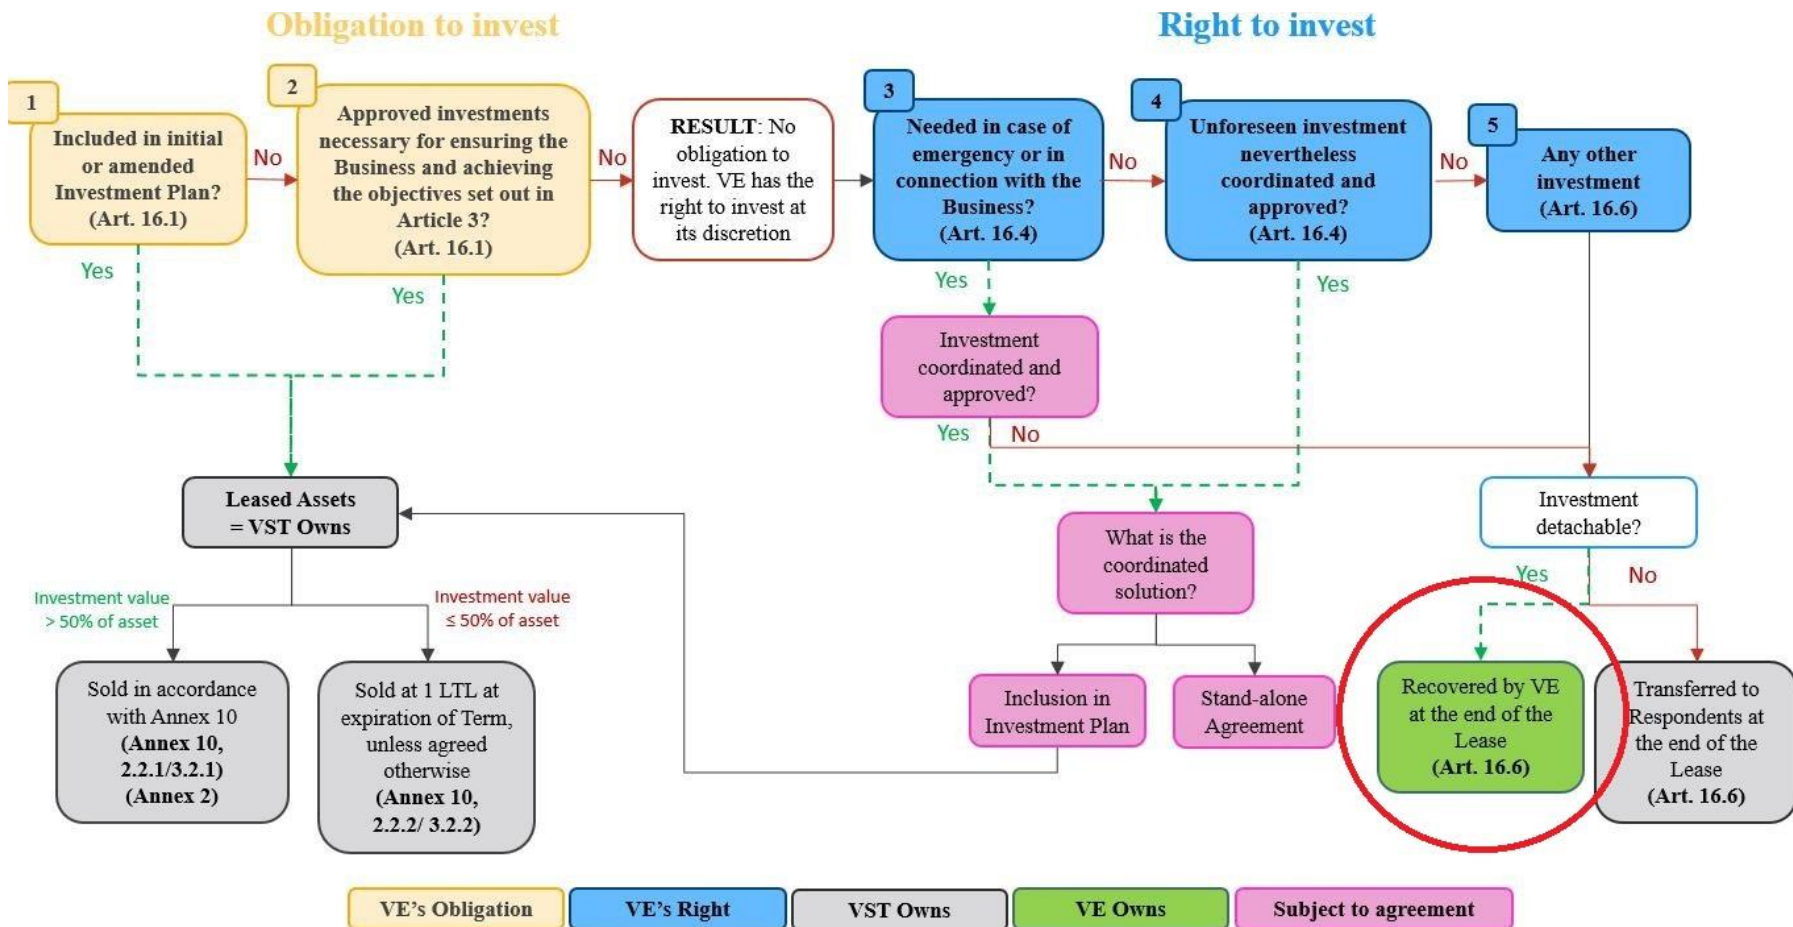 Obligation to invest
Right to invest
1
Included in initial
or amended
Investment Plan?
(Art. 16.1)
No
2
Approved investments
necessary for ensuring the
Business and achieving
the objectives set out in
Article 3?
(Art. 16.1)
No
RESULT: No
obligation to
invest. VE has the
right to invest at
its discretion
3
Needed in case of
emergency or in
connection with the
Business?
(Art. 16.4)
No
4
Unforeseen investment
nevertheless
coordinated and
approved?
(Art. 16.4)
No
5
Any other
investment
(Art. 16.6)
Yes
Yes
Yes
Yes
Investment
coordinated and
approved?
Yes
No
Leased Assets
= VST Owns
What is the
coordinated
solution?
Investment
detachable?
Yes
No
Investment value
> 50% of asset
Investment value
≤ 50% of asset
Sold in accordance
with Annex 10
(Annex 10,
2.2.1/3.2.1)
(Annex 2)
Sold at 1 LTL at
expiration of Term,
unless agreed
otherwise
(Annex 10,
2.2.2/ 3.2.2)
Inclusion in
Investment Plan
Stand-alone
Agreement
Recovered by VE
at the end of the
Lease
(Art. 16.6)
Transferred to
Respondents at
the end of the
Lease
(Art. 16.6)
VE's Obligation
VE's Right
VST Owns
VE Owns
Subject to agreement